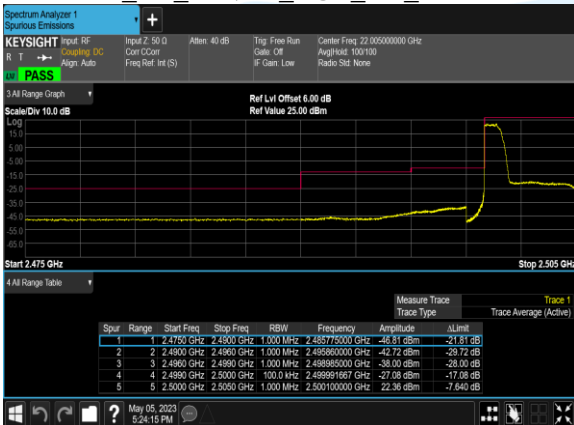 Spectrum Analyzer 1
Spurious Emissions
+
KEYSIGHT Input: RF Input Z: 50 Ω Atten: 40 dB Trig: Free Run Center Freq: 22.005000000 GHz
R T Coupling: DC Corr CCorr Gate: Off Avg|Hold: 100/100
Align: Auto Freq Ref: Int (S) IF Gain: Low Radio Std: None
PASS
3 All Range Graph
Ref Lvl Offset 6.00 dB
Scale/Div 10.0 dB Ref Value 25.00 dBm
Log
15.0
5.00
-5.00
-15.0
-25.0
-35.0
-45.0
-55.0
-65.0
Start 2.475 GHz Stop 2.505 GHz
4 All Range Table
Measure Trace Trace 1
Trace Type Trace Average (Active)
Spur Range Start Freq Stop Freq RBW Frequency Amplitude ΔLimit
1 1 2.4750 GHz 2.4900 GHz 1.000 MHz 2.485775000 GHz -46.81 dBm -21.81 dB
2 2 2.4900 GHz 2.4960 GHz 1.000 MHz 2.495860000 GHz -42.72 dBm -29.72 dB
3 3 2.4960 GHz 2.4990 GHz 1.000 MHz 2.498985000 GHz -38.00 dBm -28.00 dB
4 4 2.4990 GHz 2.5000 GHz 100.0 kHz 2.499991667 GHz -27.08 dBm -17.08 dB
5 5 2.5000 GHz 2.5050 GHz 1.000 MHz 2.500100000 GHz 22.36 dBm -7.640 dB
? May 05, 2023
5:24:15 PM